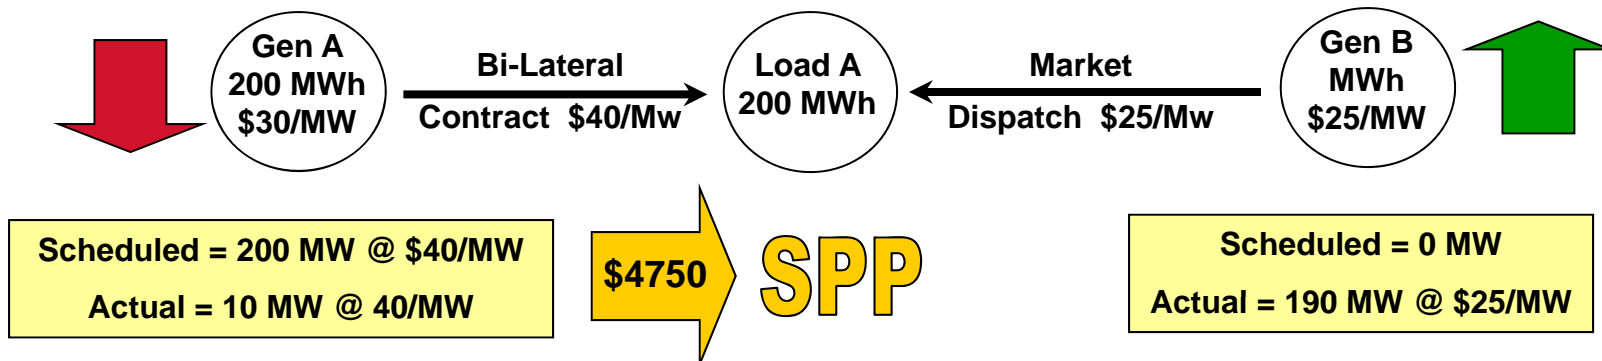 Gen A
200 MWh
$30/MW
Bi-Lateral
Contract $40/Mw
Load A
200 MWh
Market
Dispatch $25/Mw
Gen B
MWh
$25/MW
Scheduled = 200 MW @ $40/MW
Actual = 10 MW @ 40/MW
$4750
SPP
Scheduled = 0 MW
Actual = 190 MW @ $25/MW